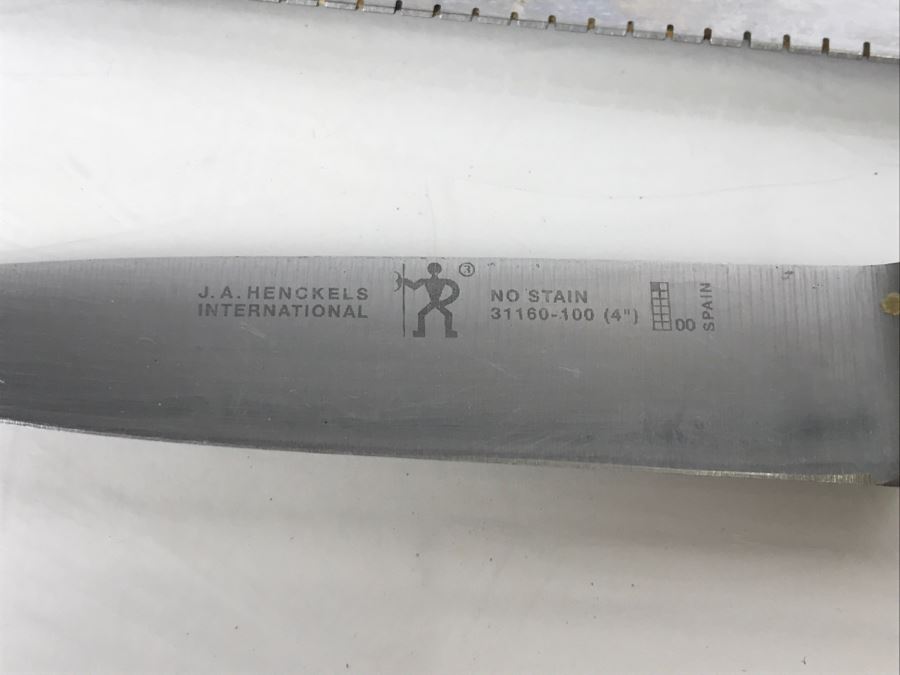 J.A. HENCKELS
INTERNATIONAL
®
NO STAIN
31160-100 (4")
00
SPAIN